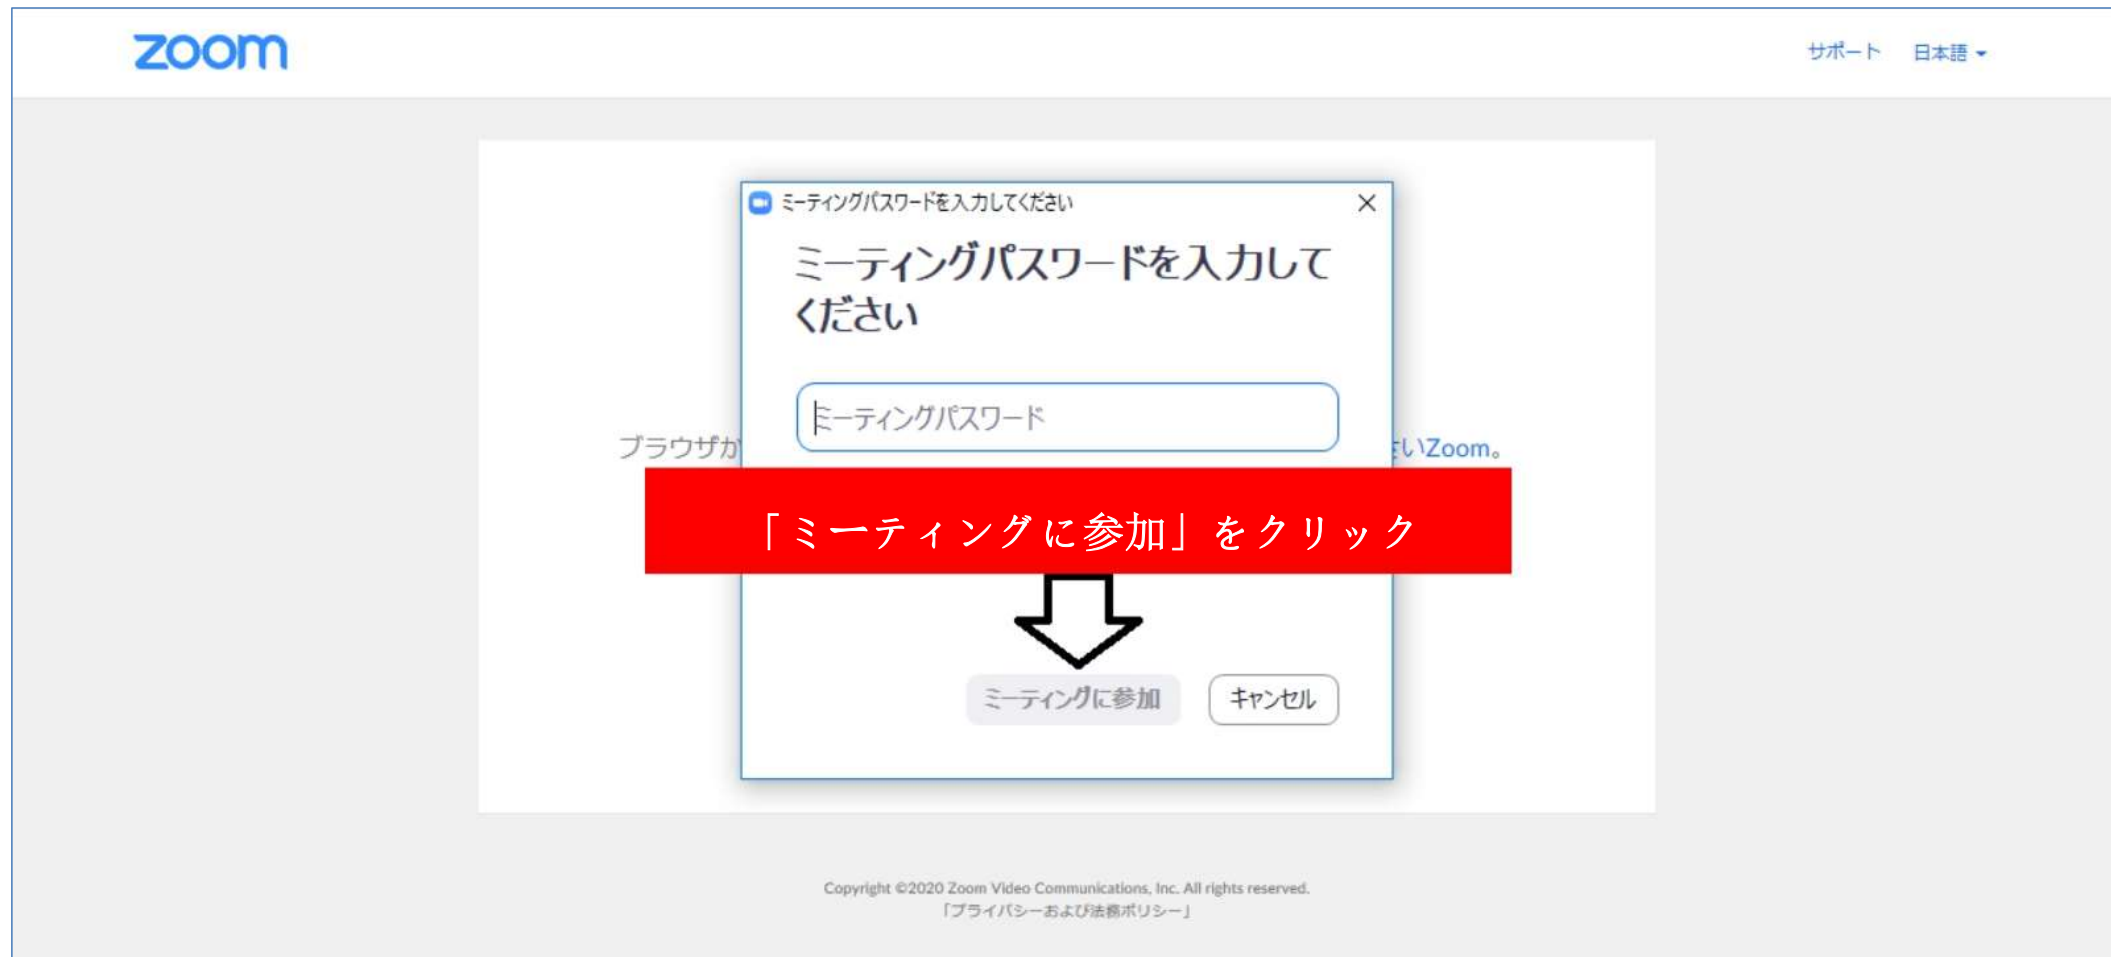 zoom
サポート 日本語
ミーティングパスワードを入力してください
ミーティングパスワードを入力して
ください
ミーティングパスワード
ブラウザか
いZoom。
「ミーティングに参加」をクリック
ミーティングに参加 キャンセル
Copyright ©2020 Zoom Video Communications, Inc. All rights reserved.
「プライバシーおよび法務ポリシー」